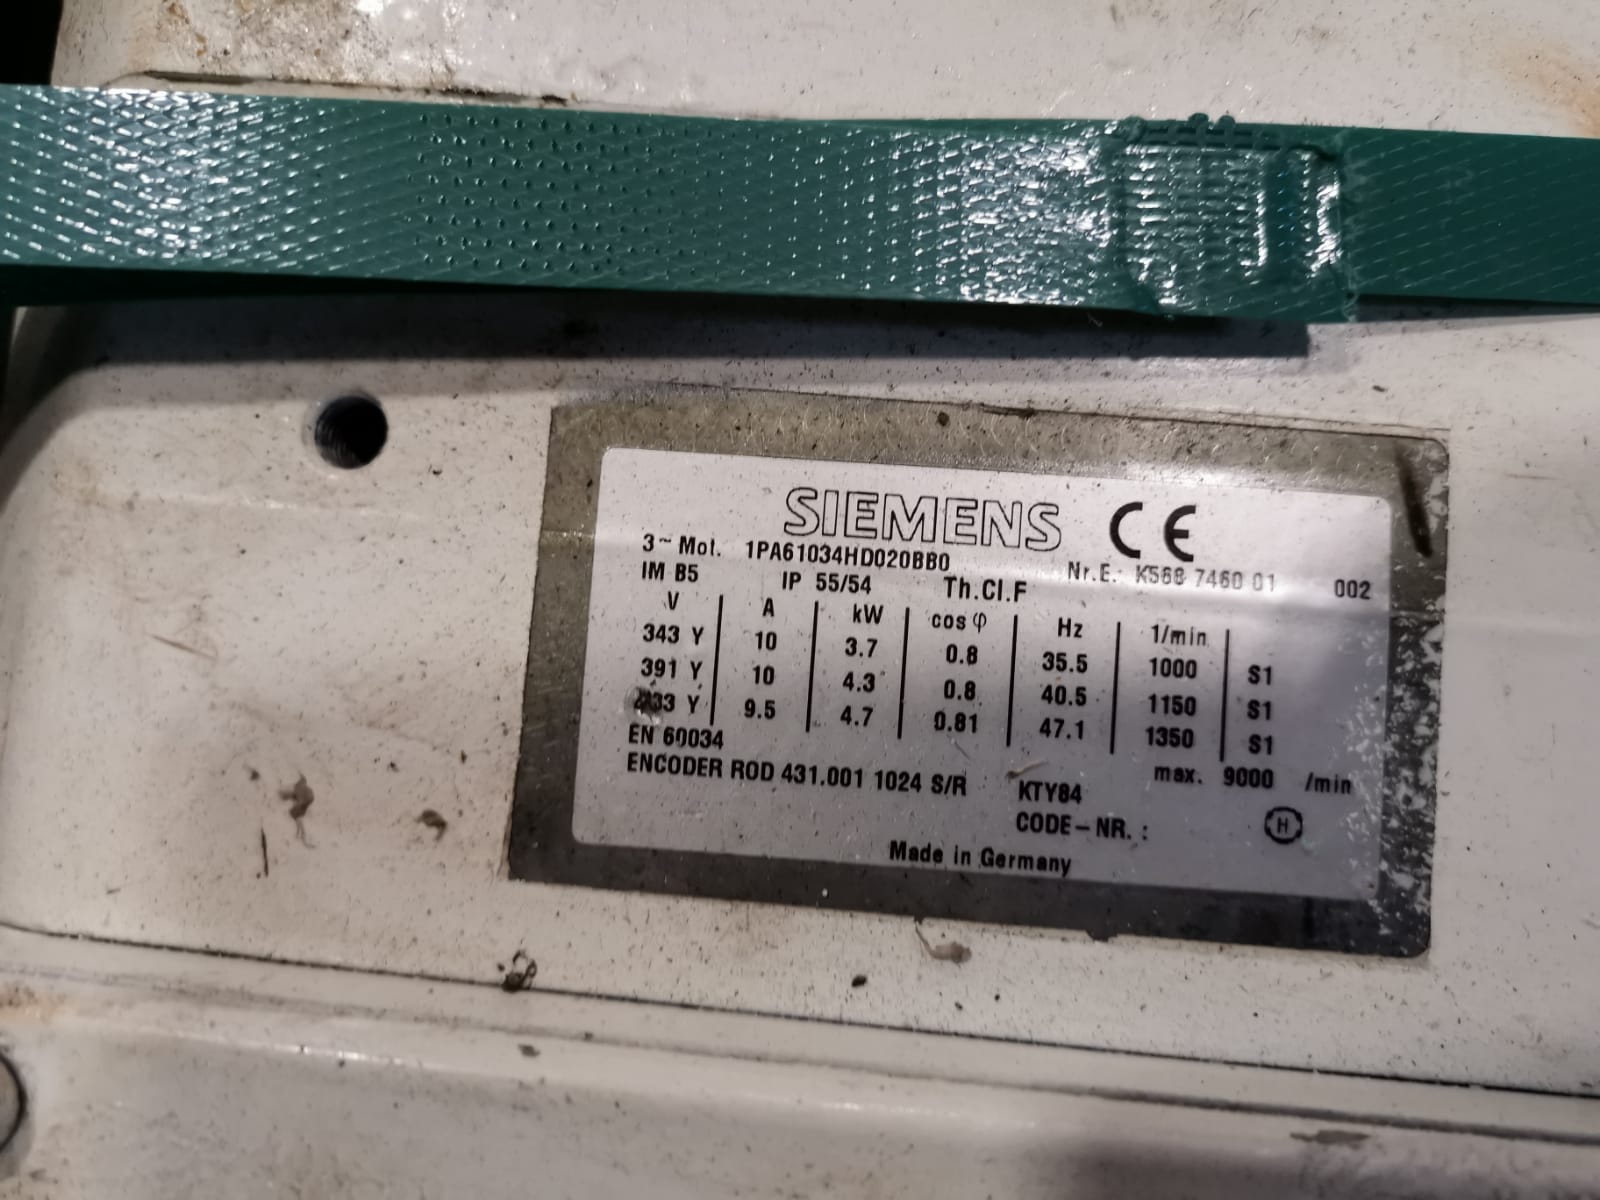 SIEMENS CE
3~ Mot. 1PA61034HD020BB0
Nr.E.: K568 7460 01 002
IM B5 IP 55/54 Th.Cl.F
V A kW cos φ Hz 1/min
343 Y 10 3.7 0.8 35.5 1000 S1
391 Y 10 4.3 0.8 40.5 1150 S1
433 Y 9.5 4.7 0.81 47.1 1350 S1
EN 60034
max. 9000 /min
ENCODER ROD 431.001 1024 S/R KTY84
CODE-NR. : H
Made in Germany